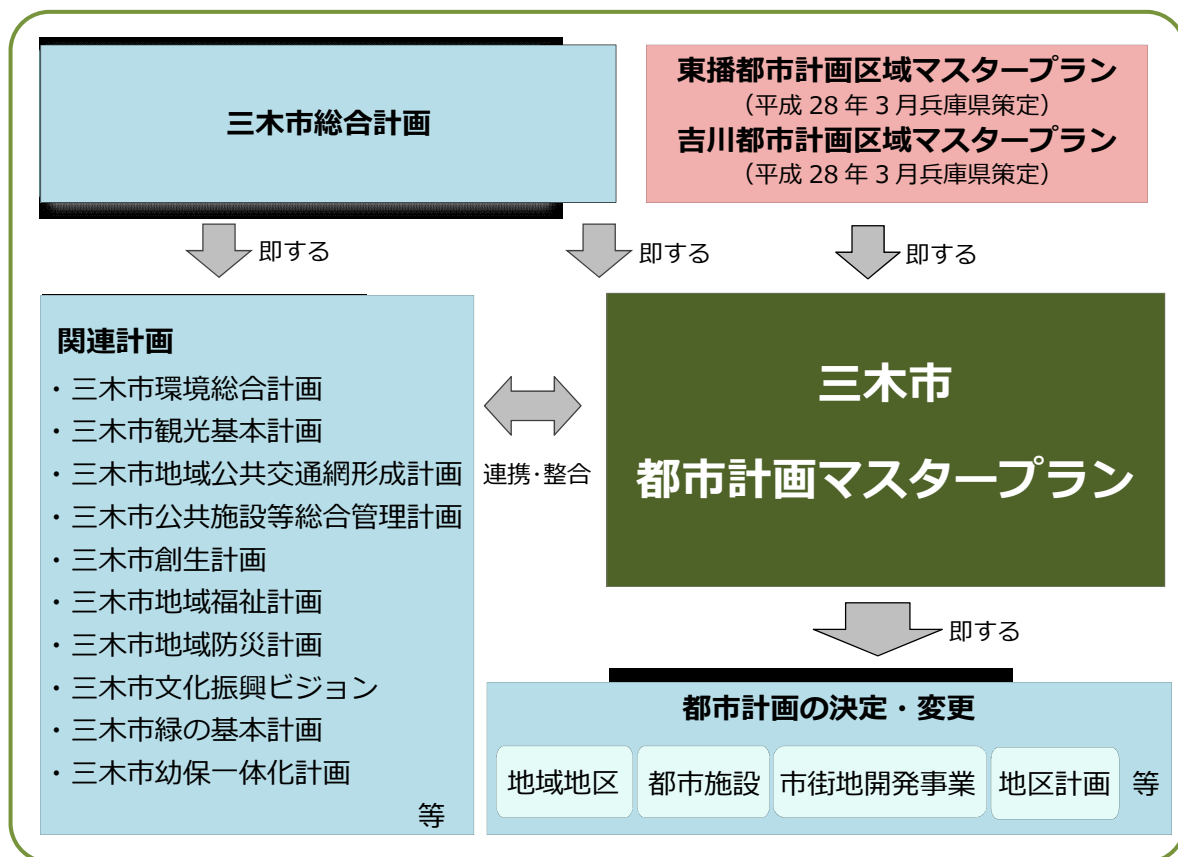 三木市総合計画
東播都市計画区域マスタープラン
（平成 28 年 3 月兵庫県策定）
吉川都市計画区域マスタープラン
（平成 28 年 3 月兵庫県策定）
即する
即する
即する
関連計画
・三木市環境総合計画
・三木市観光基本計画
・三木市地域公共交通網形成計画
・三木市公共施設等総合管理計画
・三木市創生計画
・三木市地域福祉計画
・三木市地域防災計画
・三木市文化振興ビジョン
・三木市緑の基本計画
・三木市幼保一体化計画
等
連携･整合
三木市
都市計画マスタープラン
即する
都市計画の決定・変更
地域地区
都市施設
市街地開発事業
地区計画
等